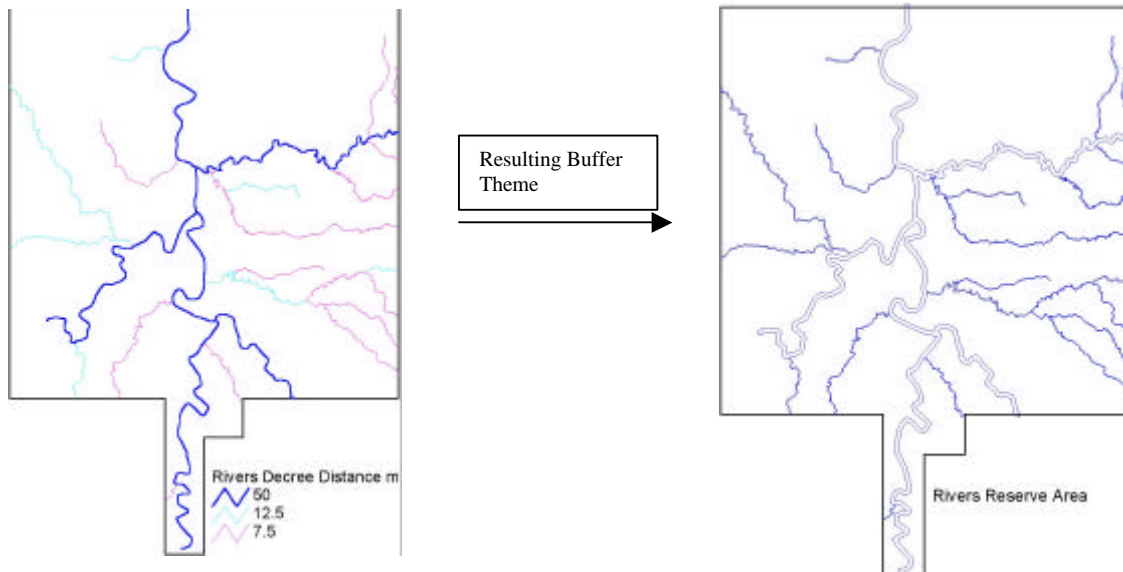 Resulting Buffer
Theme
Rivers Decree Distance m
50
12.5
7.5
Rivers Reserve Area